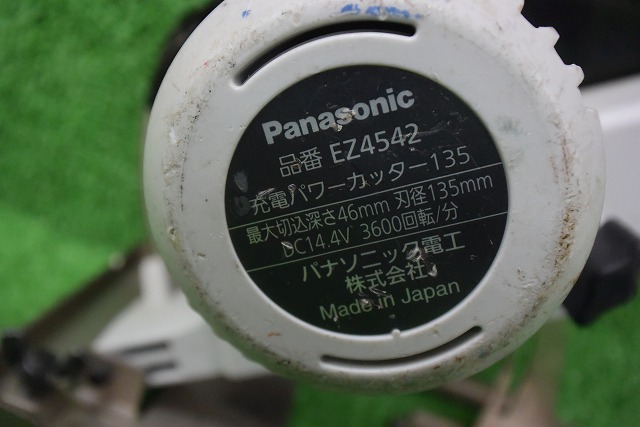 Panasonic
品番 EZ4542
充電パワーカッター135
最大切込深さ46mm 刃径135mm
DC14.4V 3600回転/分
パナソニック電工
株式会社
Made in Japan